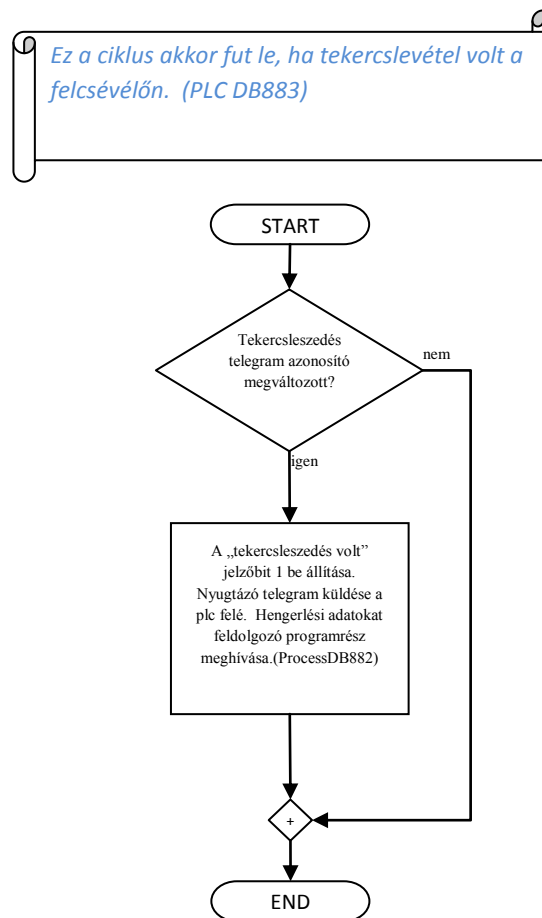 Ez a ciklus akkor fut le, ha tekercslevétel volt a
felcsévélőn. (PLC DB883)
START
Tekercsleszedés
telegram azonosító
megváltozott?
nem
igen
A „tekercsleszedés volt”
jelzőbit 1 be állítása.
Nyugtázó telegram küldése a
plc felé. Hengerlési adatokat
feldolgozó programrész
meghívása.(ProcessDB882)
+
END